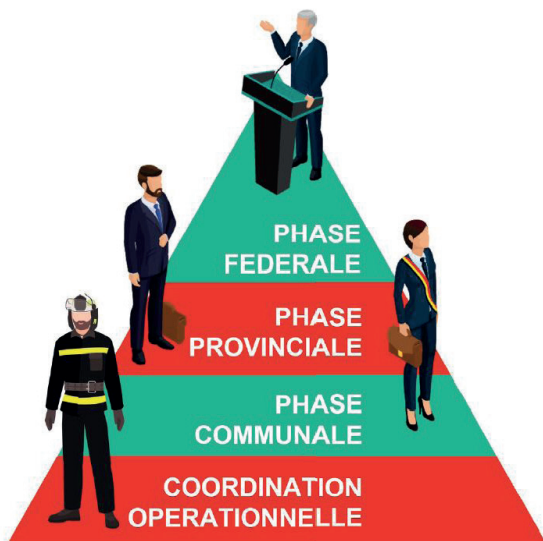 PHASE
FEDERALE
PHASE
PROVINCIALE
PHASE
COMMUNALE
COORDINATION
OPERATIONNELLE